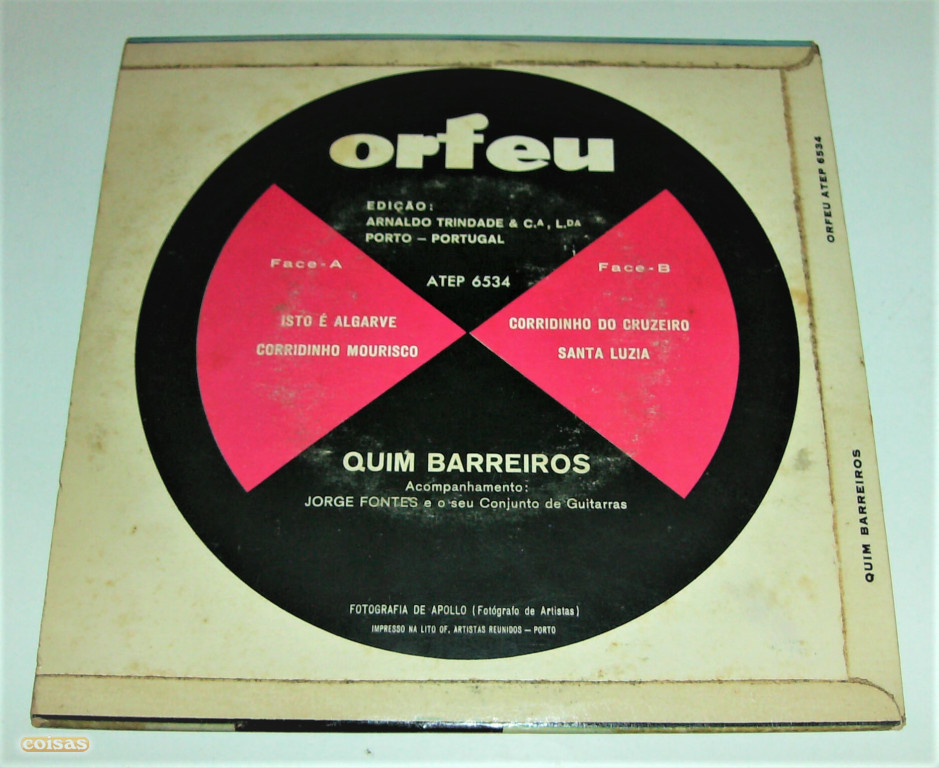 orfeu
EDIÇÃO:
ARNALDO TRINDADE & C.A, L.DA
PORTO — PORTUGAL
ATEP 6534
Face-A
ISTO É ALGARVE
CORRIDINHO MOURISCO
Face-B
CORRIDINHO DO CRUZEIRO
SANTA LUZIA
QUIM BARREIROS
Acompanhamento:
JORGE FONTES e o seu Conjunto de Guitarras
FOTOGRAFIA DE APOLLO (Fotógrafo de Artistas)
IMPRESSO NA LITO OF. ARTISTAS REUNIDOS — PORTO
ORFEU ATEP 6534
QUIM BARREIROS
coisas